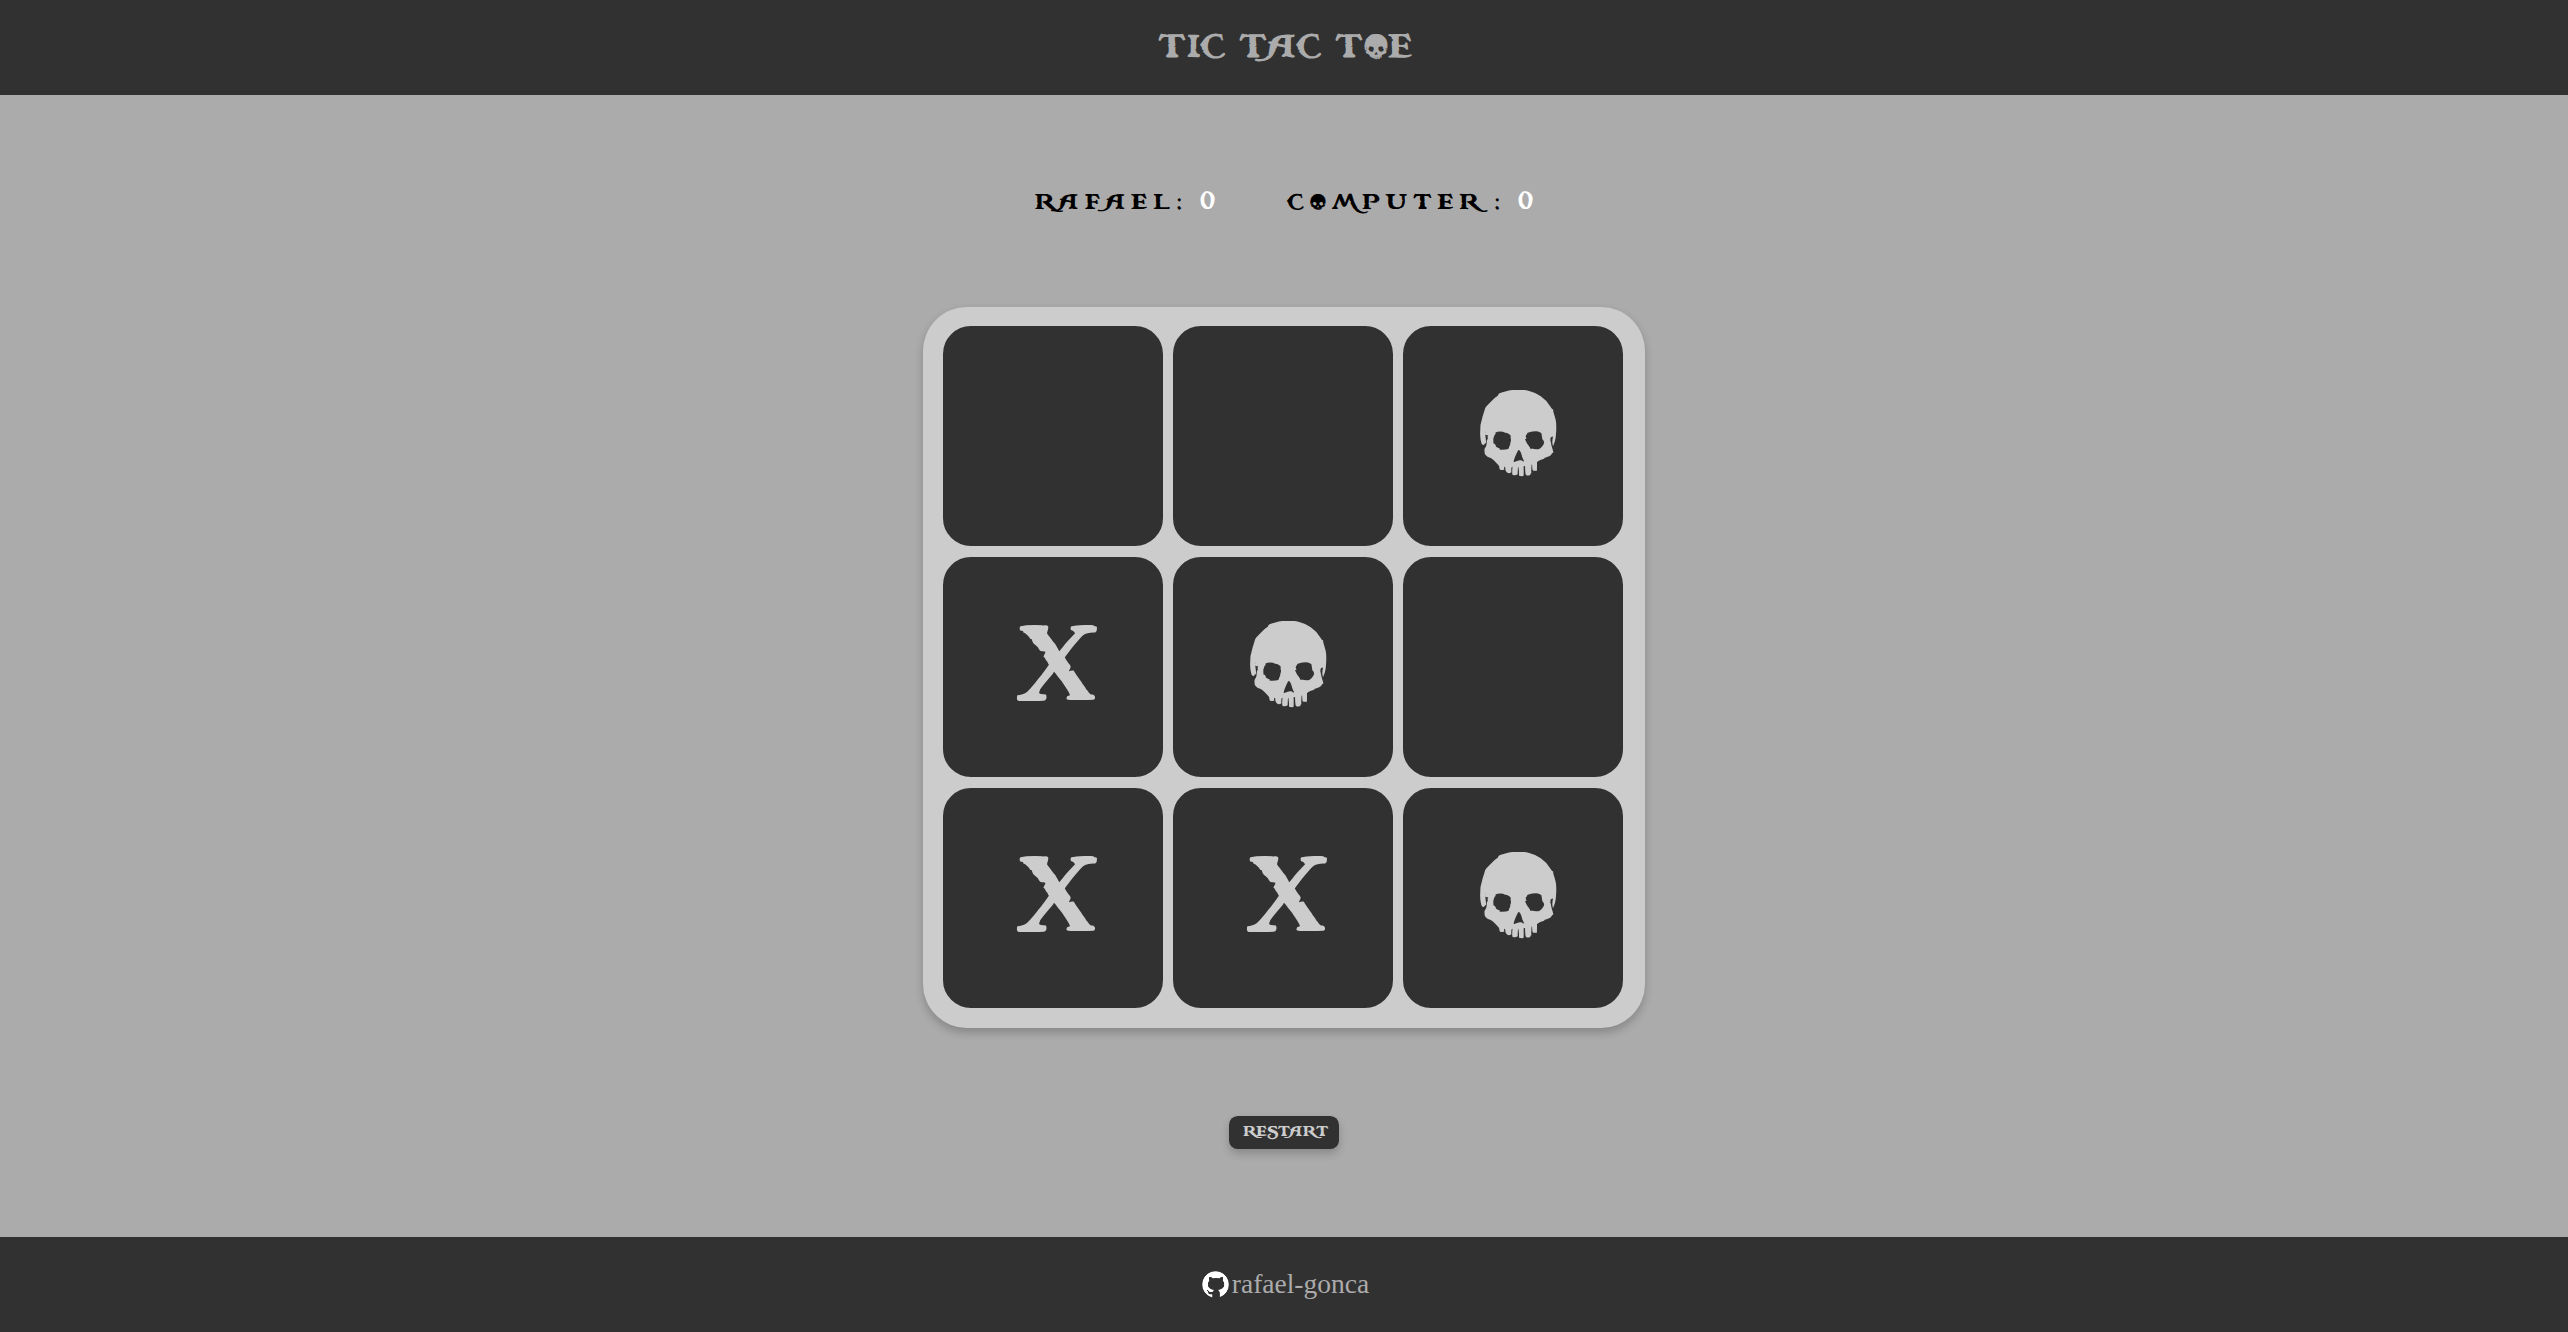 TIC TAC TOE
RAFAEL: 0 COMPUTER: 0
X
X X
RESTART
rafael-gonca